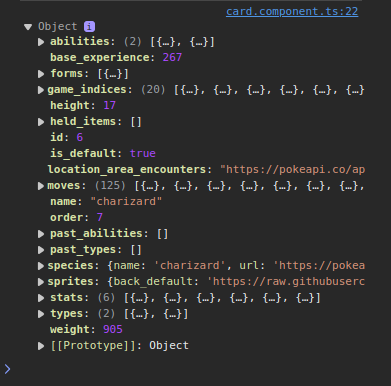 card.component.ts:22
Object i
abilities: (2) [{…}, {…}]
base_experience: 267
forms: [{…}]
game_indices: (20) [{…}, {…}, {…}, {…}, {…}, {…}
height: 17
held_items: []
id: 6
is_default: true
location_area_encounters: "https://pokeapi.co/ap
moves: (125) [{…}, {…}, {…}, {…}, {…}, {…}, {…}
name: "charizard"
order: 7
past_abilities: []
past_types: []
species: {name: 'charizard', url: 'https://pokea
sprites: {back_default: 'https://raw.githubuserc
stats: (6) [{…}, {…}, {…}, {…}, {…}, {…}]
types: (2) [{…}, {…}]
weight: 905
[[Prototype]]: Object